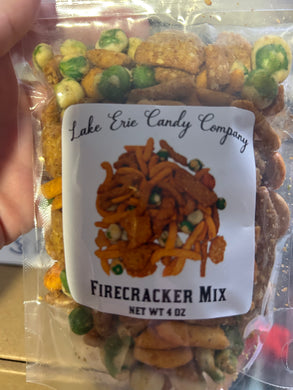 Lake Erie Candy Company
Firecracker Mix
Net Wt 4 oz